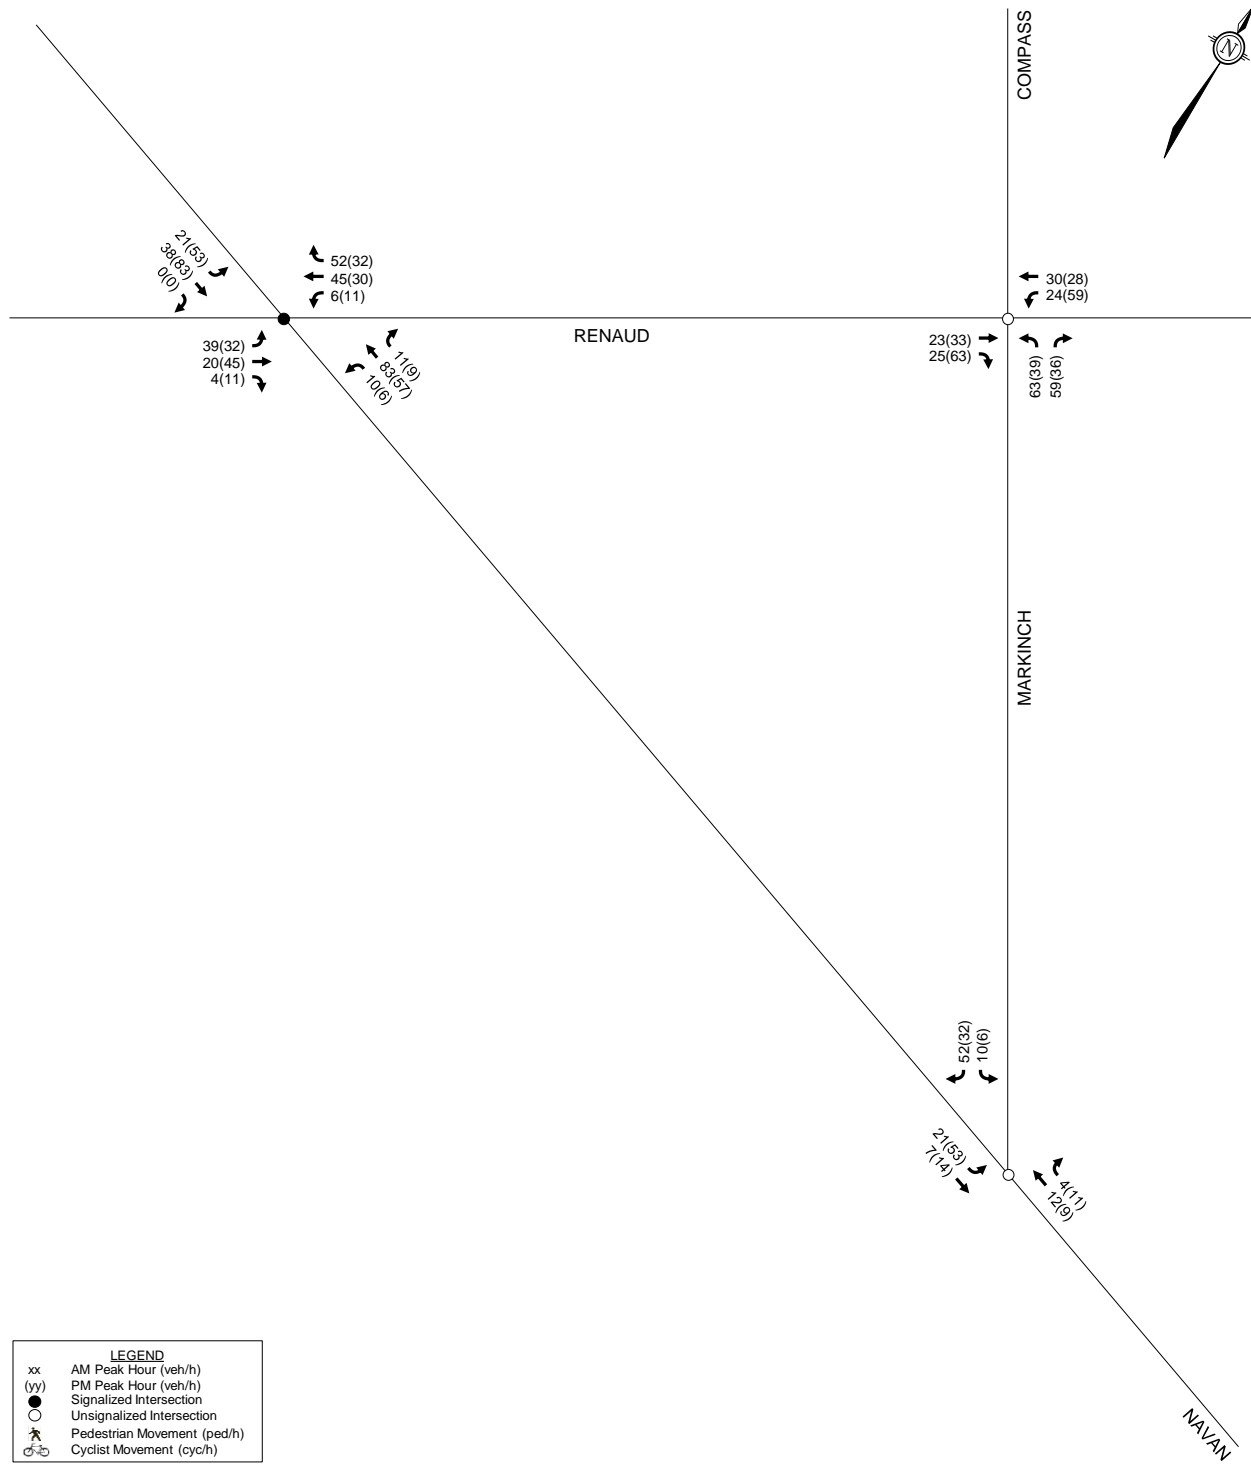 COMPASS
N
21(53)
38(83)
0(0)
52(32)
45(30)
6(11)
30(28)
24(59)
RENAUD
39(32)
20(45)
4(11)
11(9)
83(57)
10(6)
23(33)
25(63)
63(39)
59(36)
MARKINCH
52(32)
10(6)
21(53)
7(14)
4(11)
12(9)
LEGEND
xx AM Peak Hour (veh/h)
(yy) PM Peak Hour (veh/h)
Signalized Intersection
Unsignalized Intersection
Pedestrian Movement (ped/h)
Cyclist Movement (cyc/h)
NAVAN